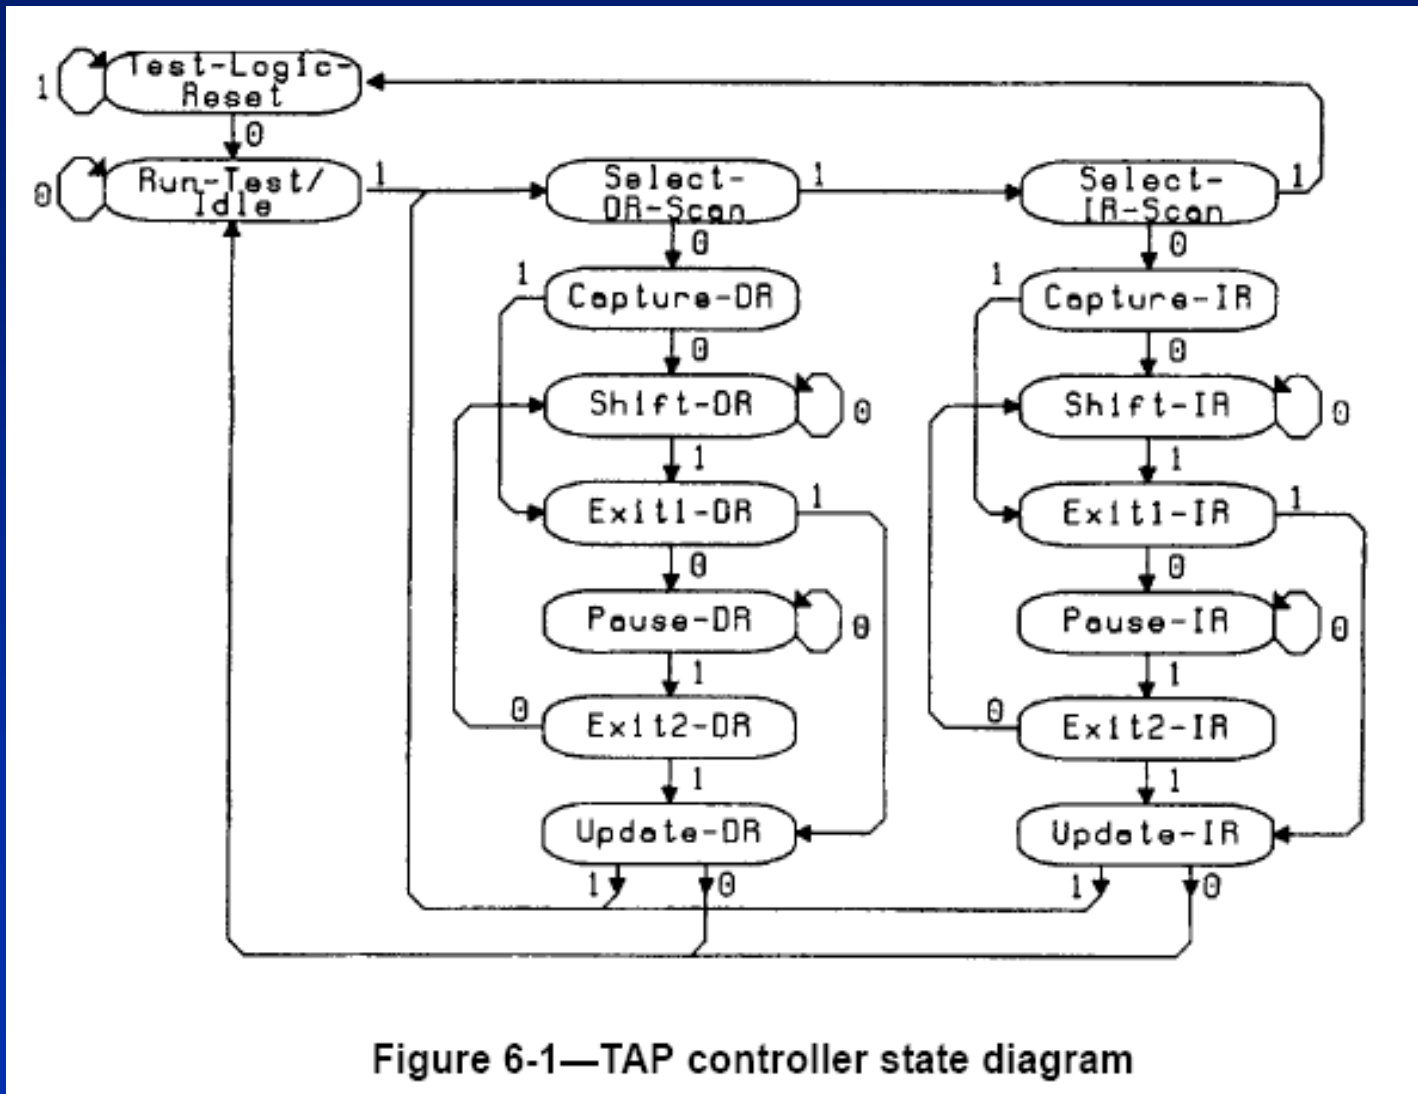 Test-Logic-
Reset
1
0
Run-Test/
Idle
0
1
Select-
DR-Scan
1
0
Select-
IR-Scan
1
0
1
Capture-DR
0
1
Capture-IR
0
Shift-DR
0
1
Shift-IR
0
1
Exit1-DR
1
0
Exit1-IR
1
0
Pause-DR
0
1
Pause-IR
0
1
0
Exit2-DR
1
0
Exit2-IR
1
Update-DR
1
0
Update-IR
1
0
Figure 6-1—TAP controller state diagram